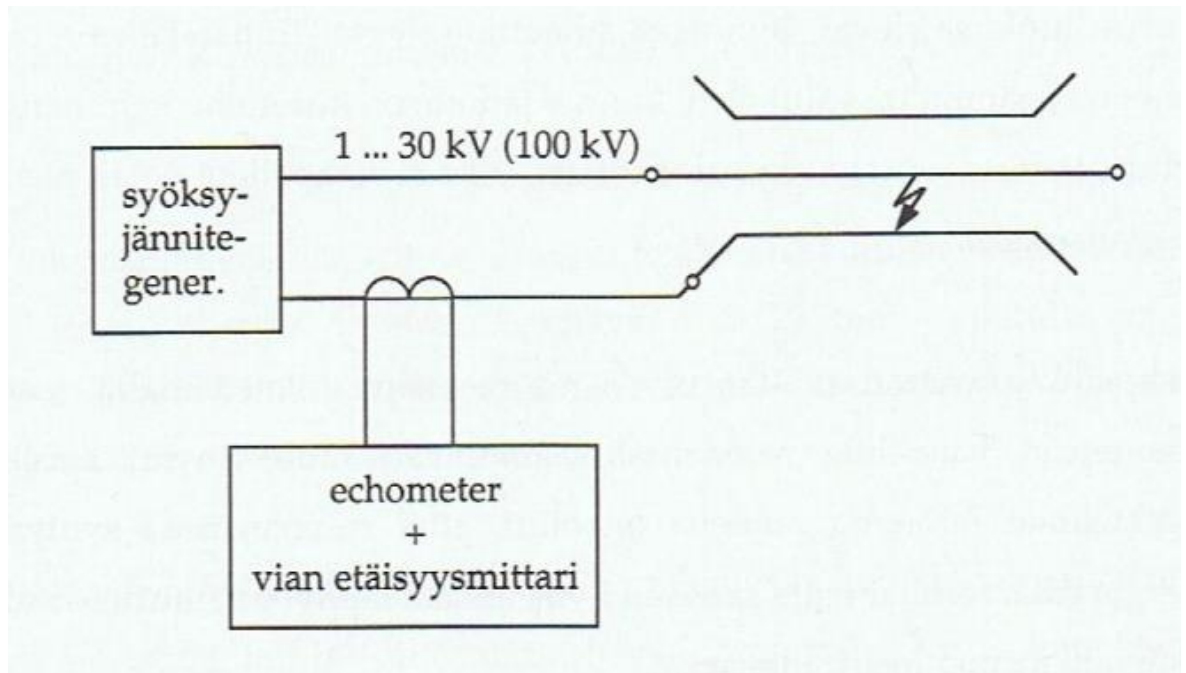 1 ... 30 kV (100 kV)
syöksy-
jännite-
gener.
echometer
+
vian etäisyysmittari